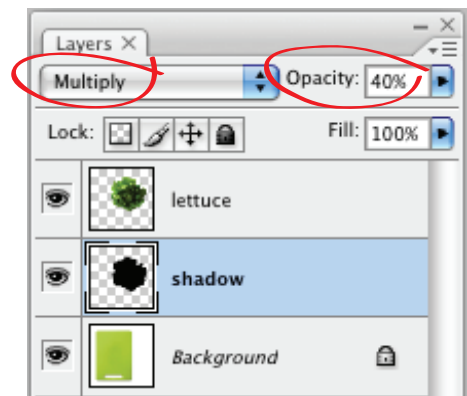 Layers ×
Multiply Opacity: 40%
Lock: Fill: 100%
lettuce
shadow
Background